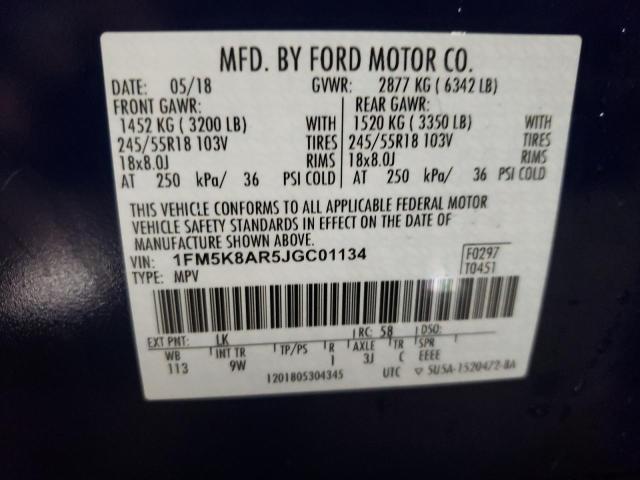 MFD. BY FORD MOTOR CO.
DATE: 05/18 GVWR: 2877 KG ( 6342 LB)
FRONT GAWR: REAR GAWR:
1452 KG ( 3200 LB) WITH 1520 KG ( 3350 LB) WITH
245/55R18 103V TIRES 245/55R18 103V TIRES
18x8.0J RIMS 18x8.0J RIMS
AT 250 kPa/ 36 PSI COLD AT 250 kPa/ 36 PSI COLD
THIS VEHICLE CONFORMS TO ALL APPLICABLE FEDERAL MOTOR
VEHICLE SAFETY STANDARDS IN EFFECT ON THE DATE OF
MANUFACTURE SHOWN ABOVE.
VIN: 1FM5K8AR5JGC01134 F0297
TYPE: MPV T0451
EXT PNT: LK RC: 58 DSO:
WB INT TR TP/PS R AXLE TR SPR
113 9W I 3J C EEEE
1201805304345 UTC ▽ 5U5A-1520472-BA